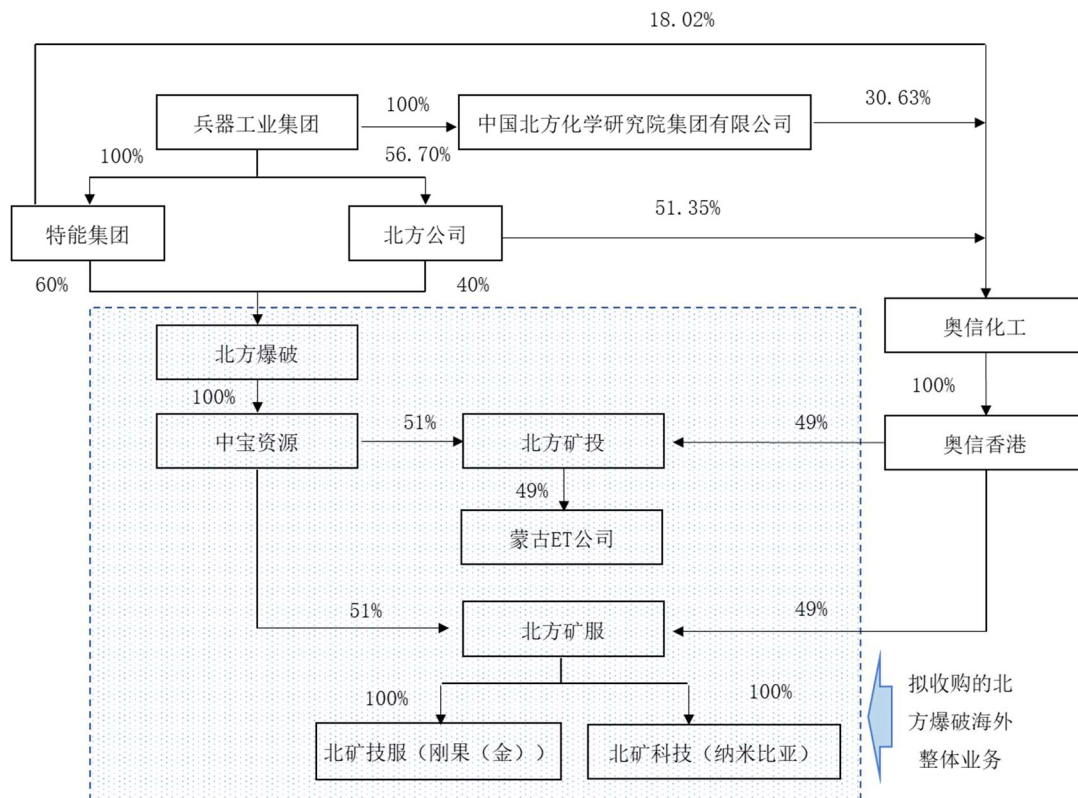 18.02%
兵器工业集团
100%
中国北方化学研究院集团有限公司
30.63%
100%
56.70%
特能集团
北方公司
51.35%
60%
40%
北方爆破
奥信化工
100%
100%
中宝资源
51%
北方矿投
49%
奥信香港
49%
蒙古ET公司
51%
北方矿服
49%
100%
100%
北矿技服（刚果（金））
北矿科技（纳米比亚）
拟收购的北
方爆破海外
整体业务